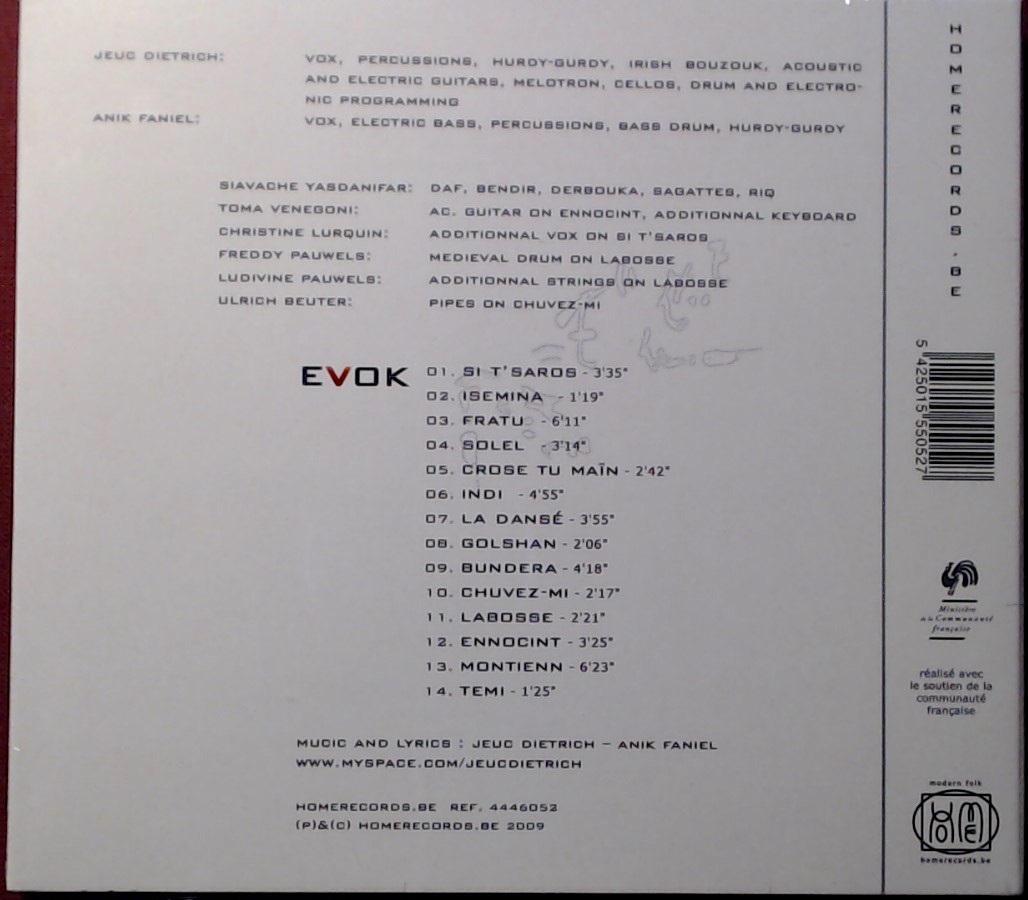 JEUC DIETRICH: VOX, PERCUSSIONS, HURDY-GURDY, IRISH BOUZOUK, ACOUSTIC
AND ELECTRIC GUITARS, MELOTRON, CELLOS, DRUM AND ELECTRO-
NIC PROGRAMMING
ANIK FANIEL: VOX, ELECTRIC BASS, PERCUSSIONS, BASS DRUM, HURDY-GURDY
SIAVACHE YASDANIFAR: DAF, BENDIR, DERBOUKA, SAGATTES, RIQ
TOMA VENEGONI: AC. GUITAR ON ENNOCINT, ADDITIONNAL KEYBOARD
CHRISTINE LURQUIN: ADDITIONNAL VOX ON SI T'SAROS
FREDDY PAUWELS: MEDIEVAL DRUM ON LABOSSE
LUDIVINE PAUWELS: ADDITIONNAL STRINGS ON LABOSSE
ULRICH BEUTER: PIPES ON CHUVEZ-MI
EVOK
01. SI T'SAROS - 3'35"
02. ISEMINA - 1'19"
03. FRATU - 6'11"
04. SOLEL - 3'14"
05. CROSE TU MAÏN - 2'42"
06. INDI - 4'55"
07. LA DANSÉ - 3'55"
08. GOLSHAN - 2'06"
09. BUNDERA - 4'18"
10. CHUVEZ-MI - 2'17"
11. LABOSSE - 2'21"
12. ENNOCINT - 3'25"
13. MONTIENN - 6'23"
14. TEMI - 1'25"
MUCIC AND LYRICS : JEUC DIETRICH - ANIK FANIEL
WWW.MYSPACE.COM/JEUCDIETRICH
HOMERECORDS.BE REF. 4446052
(P)&(C) HOMERECORDS.BE 2009
HOMERECORDS.BE
5 425015 550527
Ministère
de la Communauté
française
réalisé avec
le soutien de la
communauté
française
modern folk
HOME
homerecords.be